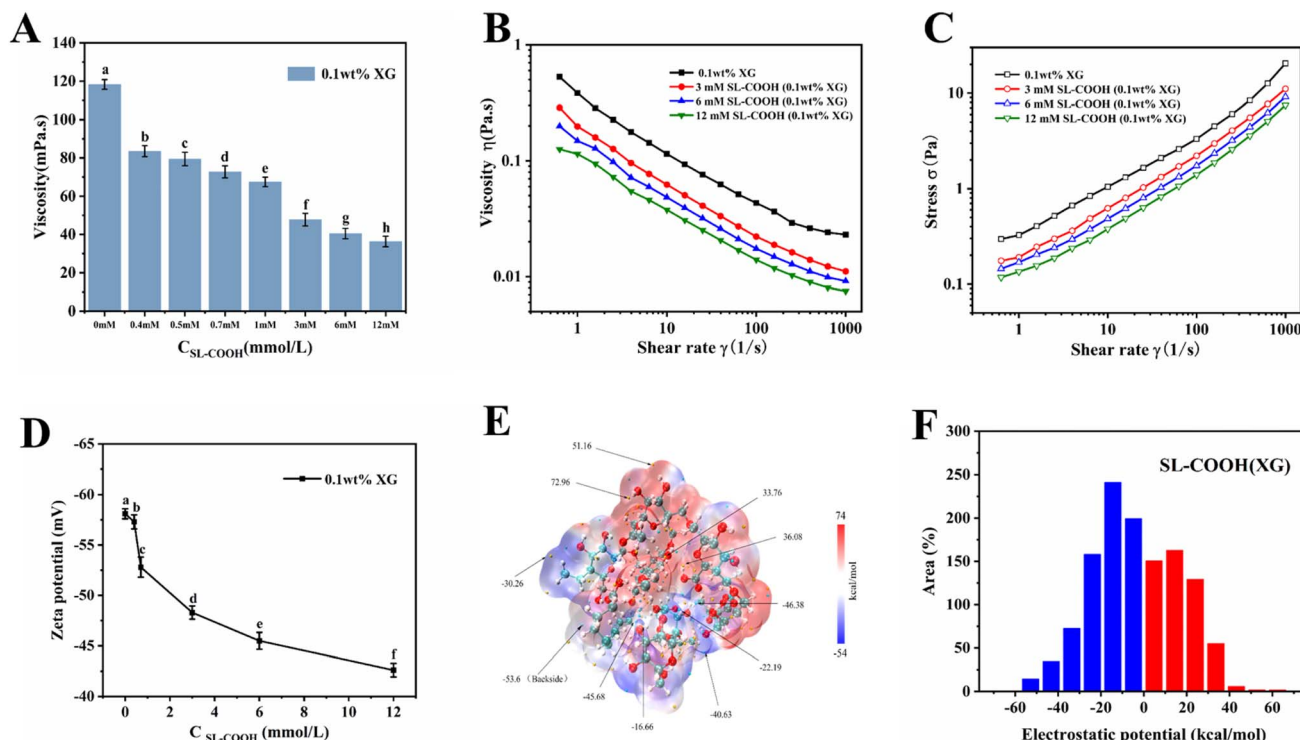 A
140
120
100
80
60
40
20
0
Viscosity(mPa.s)
0.1wt% XG
a
b
c
d
e
f
g
h
0mM
0.4mM
0.5mM
0.7mM
1mM
3mM
6mM
12mM
C SL-COOH(mmol/L)
B
1
0.1
0.01
Viscosity η(Pa.s)
0.1wt% XG
3 mM SL-COOH (0.1wt% XG)
6 mM SL-COOH (0.1wt% XG)
12 mM SL-COOH (0.1wt% XG)
1
10
100
1000
Shear rate γ(1/s)
C
10
1
0.1
Stress σ(Pa)
0.1wt% XG
3 mM SL-COOH (0.1wt% XG)
6 mM SL-COOH (0.1wt% XG)
12 mM SL-COOH (0.1wt% XG)
1
10
100
1000
Shear rate γ(1/s)
D
-65
-60
-55
-50
-45
-40
Zeta potential (mV)
0.1wt% XG
a
b
c
d
e
f
0
2
4
6
8
10
12
C SL-COOH(mmol/L)
E
51.16
72.96
33.76
36.08
-30.26
-46.38
-22.19
-53.6（Backside）
-45.68
-16.66
-40.63
74
kcal/mol
-54
F
SL-COOH(XG)
300
250
200
150
100
50
0
Area (%)
-60
-40
-20
0
20
40
60
Electrostatic potential (kcal/mol)